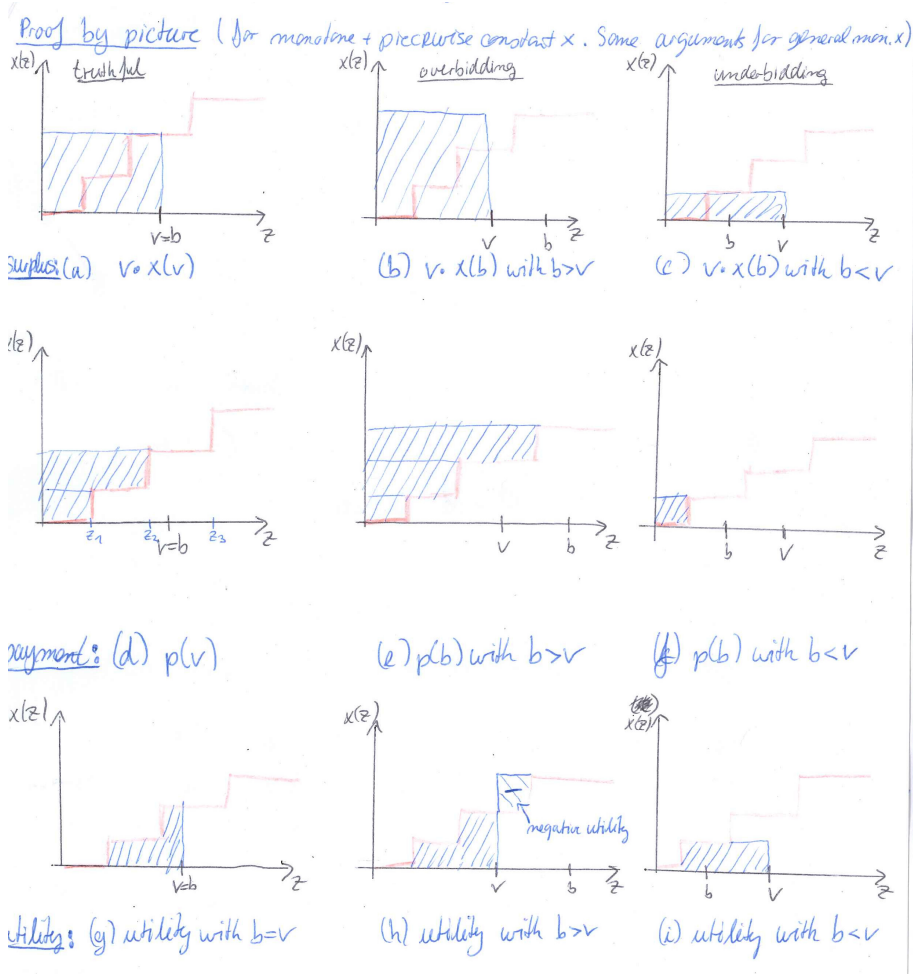 Proof by picture (for monotone + piecewise constant x. Some arguments for general mon. x)
x(z) truthful
x(z) overbidding
x(z) underbidding
v=b z
v b z
b v z
surplus: (a) v • x(v)
(b) v • x(b) with b>v
(c) v • x(b) with b<v
x(z)
x(z)
x(z)
z1 z2 v=b z3 z
v b z
b v z
payment: (d) p(v)
(e) p(b) with b>v
(f) p(b) with b<v
x(z)
x(z)
x(z)
−
negative utility
v=b z
v b z
b v z
utility: (g) utility with b=v
(h) utility with b>v
(i) utility with b<v